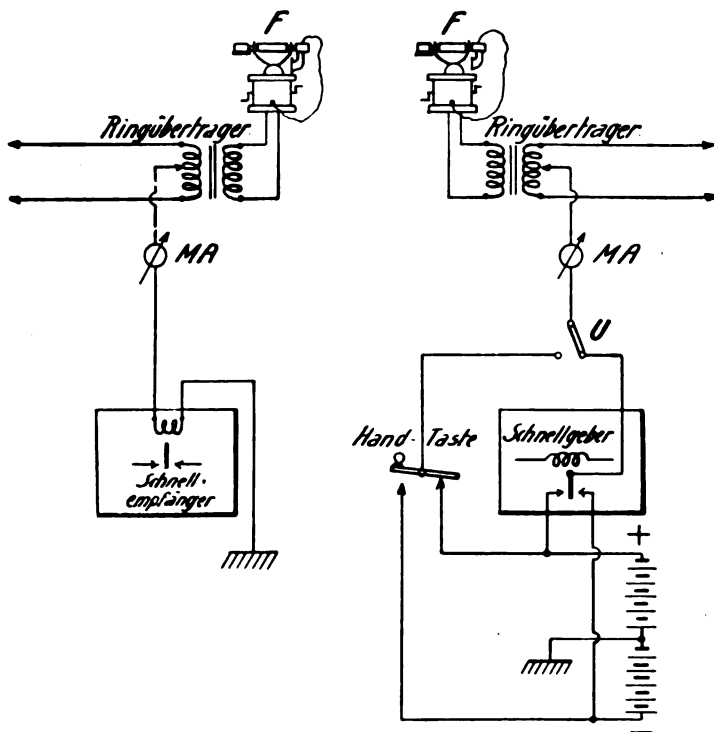 F
F
Ringübertrager
Ringübertrager
MA
MA
U
Hand-Taste
Schnellgeber
Schnell-
empfänger
+
−